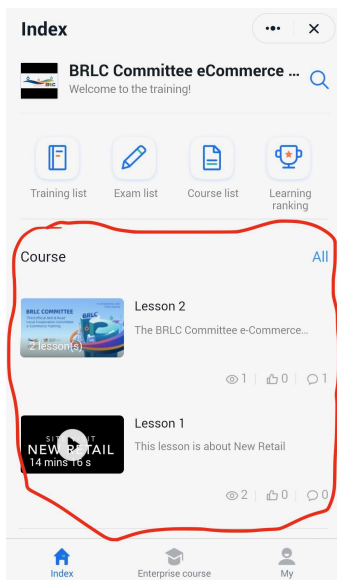 Index
BRLC Committee eCommerce ...
Welcome to the training!
Training list
Exam list
Course list
Learning ranking
Course
All
BRLC COMMITTEE
2 lesson(s)
Lesson 2
The BRLC Committee e-Commerce...
1
0
1
NEW RETAIL
14 mins 16 s
Lesson 1
This lesson is about New Retail
2
0
0
Index
Enterprise course
My